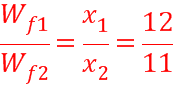 W_{f1}/W_{f2} = x_1/x_2 = 12/11